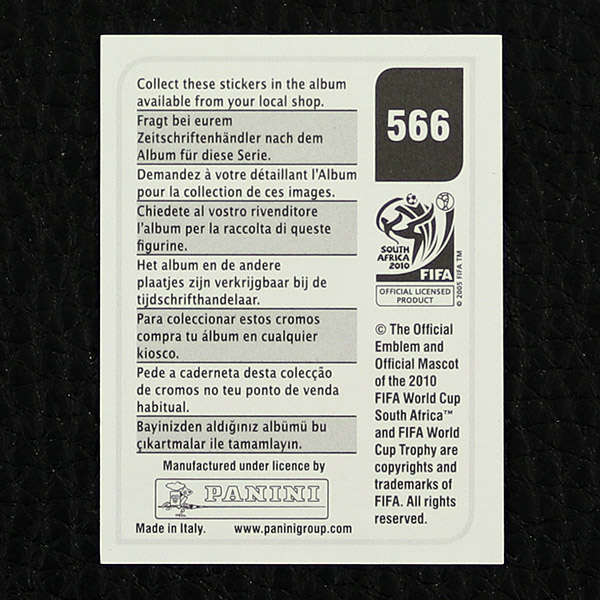 Collect these stickers in the album
available from your local shop.
Fragt bei eurem
Zeitschriftenhändler nach dem
Album für diese Serie.
Demandez à votre détaillant l'Album
pour la collection de ces images.
Chiedete al vostro rivenditore
l'album per la raccolta di queste
figurine.
Het album en de andere
plaatjes zijn verkrijgbaar bij de
tijdschrifthandelaar.
Para coleccionar estos cromos
compra tu álbum en cualquier
kiosco.
Pede a caderneta desta colecção
de cromos no teu ponto de venda
habitual.
Bayinizden aldığınız albümü bu
çıkartmalar ile tamamlayın.
Manufactured under licence by
PANINI
Made in Italy. www.paninigroup.com
566
SOUTH
AFRICA
2010
FIFA
OFFICIAL LICENSED
PRODUCT
© 2005 FIFA TM
© The Official
Emblem and
Official Mascot
of the 2010
FIFA World Cup
South Africa™
and FIFA World
Cup Trophy are
copyrights and
trademarks of
FIFA. All rights
reserved.